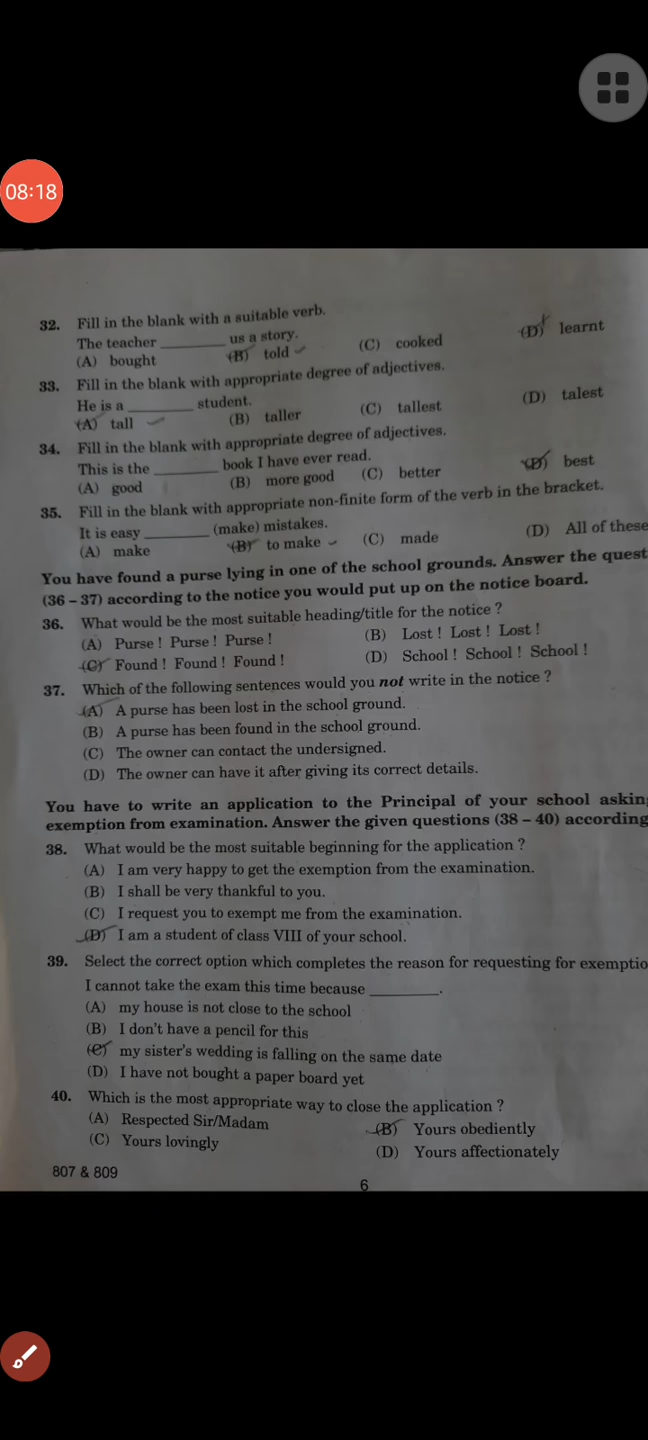 08:18
32. Fill in the blank with a suitable verb.
The teacher ________ us a story.
(A) bought (B) told (C) cooked (D) learnt
33. Fill in the blank with appropriate degree of adjectives.
He is a ________ student.
(A) tall (B) taller (C) tallest (D) talest
34. Fill in the blank with appropriate degree of adjectives.
This is the ________ book I have ever read.
(A) good (B) more good (C) better (D) best
35. Fill in the blank with appropriate non-finite form of the verb in the bracket.
It is easy ________ (make) mistakes.
(A) make (B) to make (C) made (D) All of these
You have found a purse lying in one of the school grounds. Answer the quest
(36 – 37) according to the notice you would put up on the notice board.
36. What would be the most suitable heading/title for the notice ?
(A) Purse ! Purse ! Purse ! (B) Lost ! Lost ! Lost !
(C) Found ! Found ! Found ! (D) School ! School ! School !
37. Which of the following sentences would you not write in the notice ?
(A) A purse has been lost in the school ground.
(B) A purse has been found in the school ground.
(C) The owner can contact the undersigned.
(D) The owner can have it after giving its correct details.
You have to write an application to the Principal of your school asking
exemption from examination. Answer the given questions (38 – 40) according
38. What would be the most suitable beginning for the application ?
(A) I am very happy to get the exemption from the examination.
(B) I shall be very thankful to you.
(C) I request you to exempt me from the examination.
(D) I am a student of class VIII of your school.
39. Select the correct option which completes the reason for requesting for exemptio
I cannot take the exam this time because ________.
(A) my house is not close to the school
(B) I don't have a pencil for this
(C) my sister's wedding is falling on the same date
(D) I have not bought a paper board yet
40. Which is the most appropriate way to close the application ?
(A) Respected Sir/Madam (B) Yours obediently
(C) Yours lovingly (D) Yours affectionately
807 & 809
6